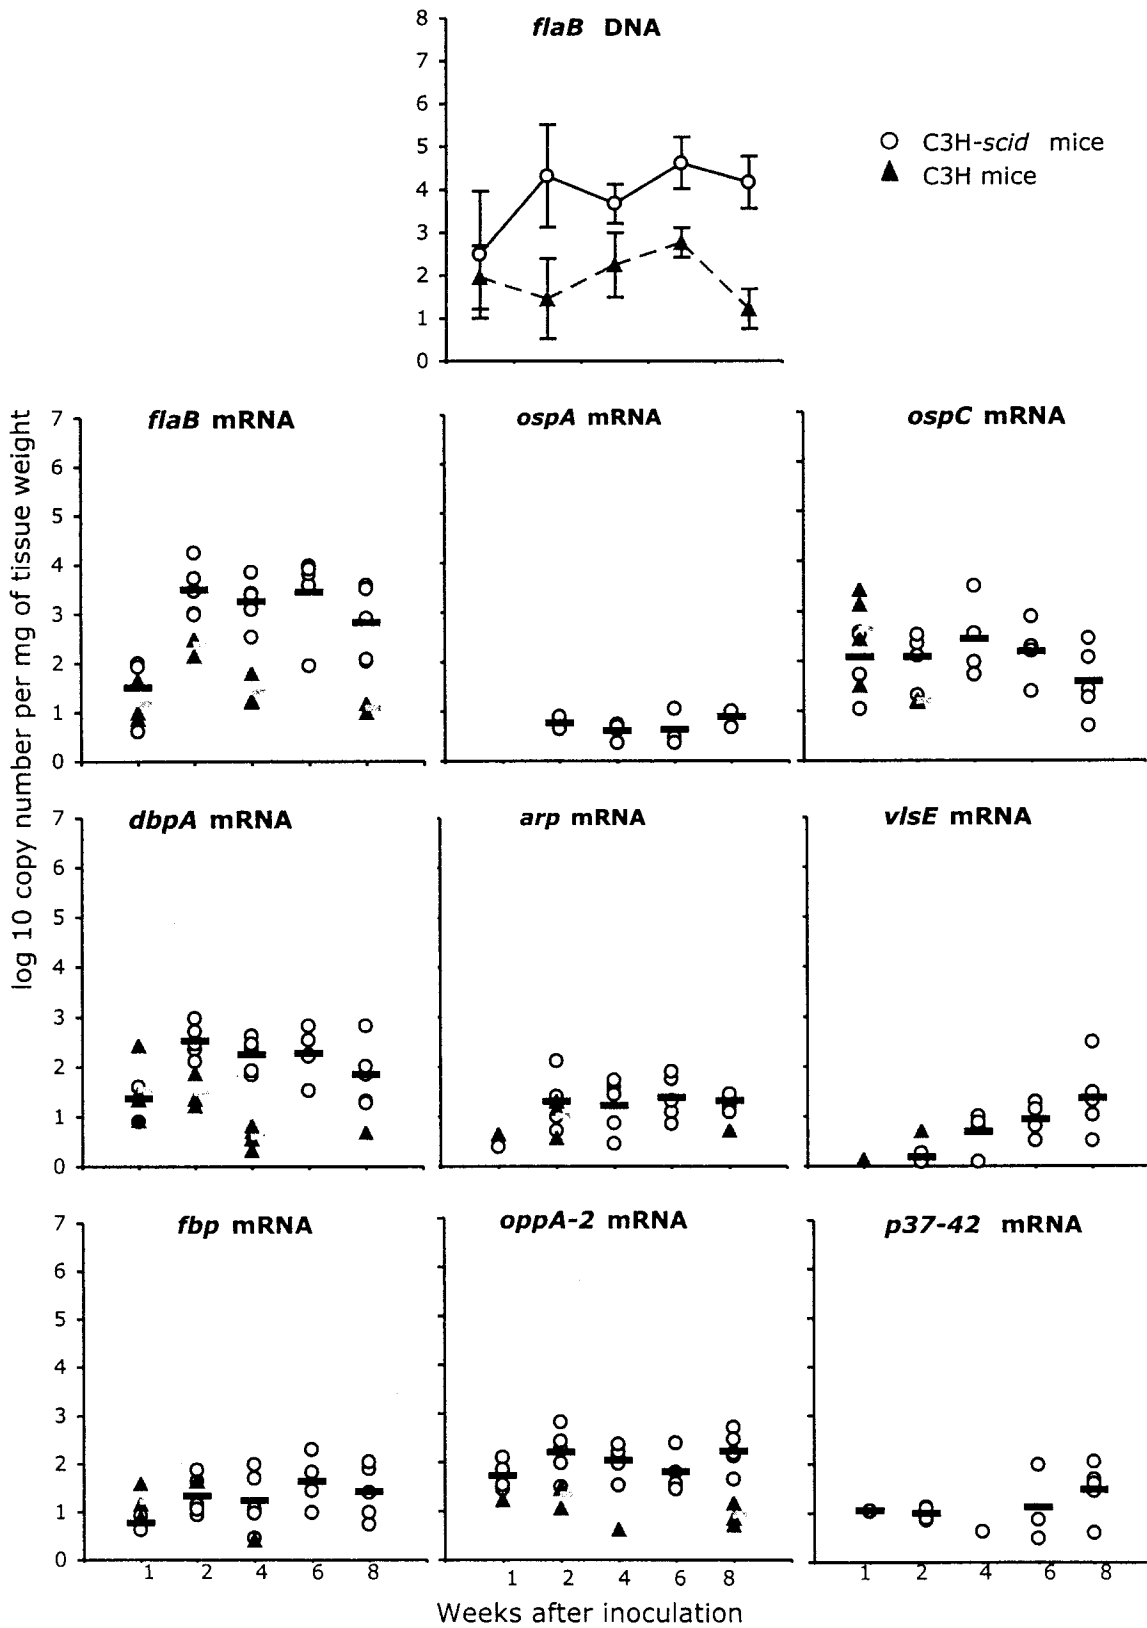 flaB DNA
8
7
6
5
4
3
2
1
0
C3H-scid mice
C3H mice
log 10 copy number per mg of tissue weight
flaB mRNA
ospA mRNA
ospC mRNA
7
6
5
4
3
2
1
0
dbpA mRNA
arp mRNA
vlsE mRNA
7
6
5
4
3
2
1
0
fbp mRNA
oppA-2 mRNA
p37-42 mRNA
7
6
5
4
3
2
1
0
1 2 4 6 8 1 2 4 6 8 1 2 4 6 8
Weeks after inoculation